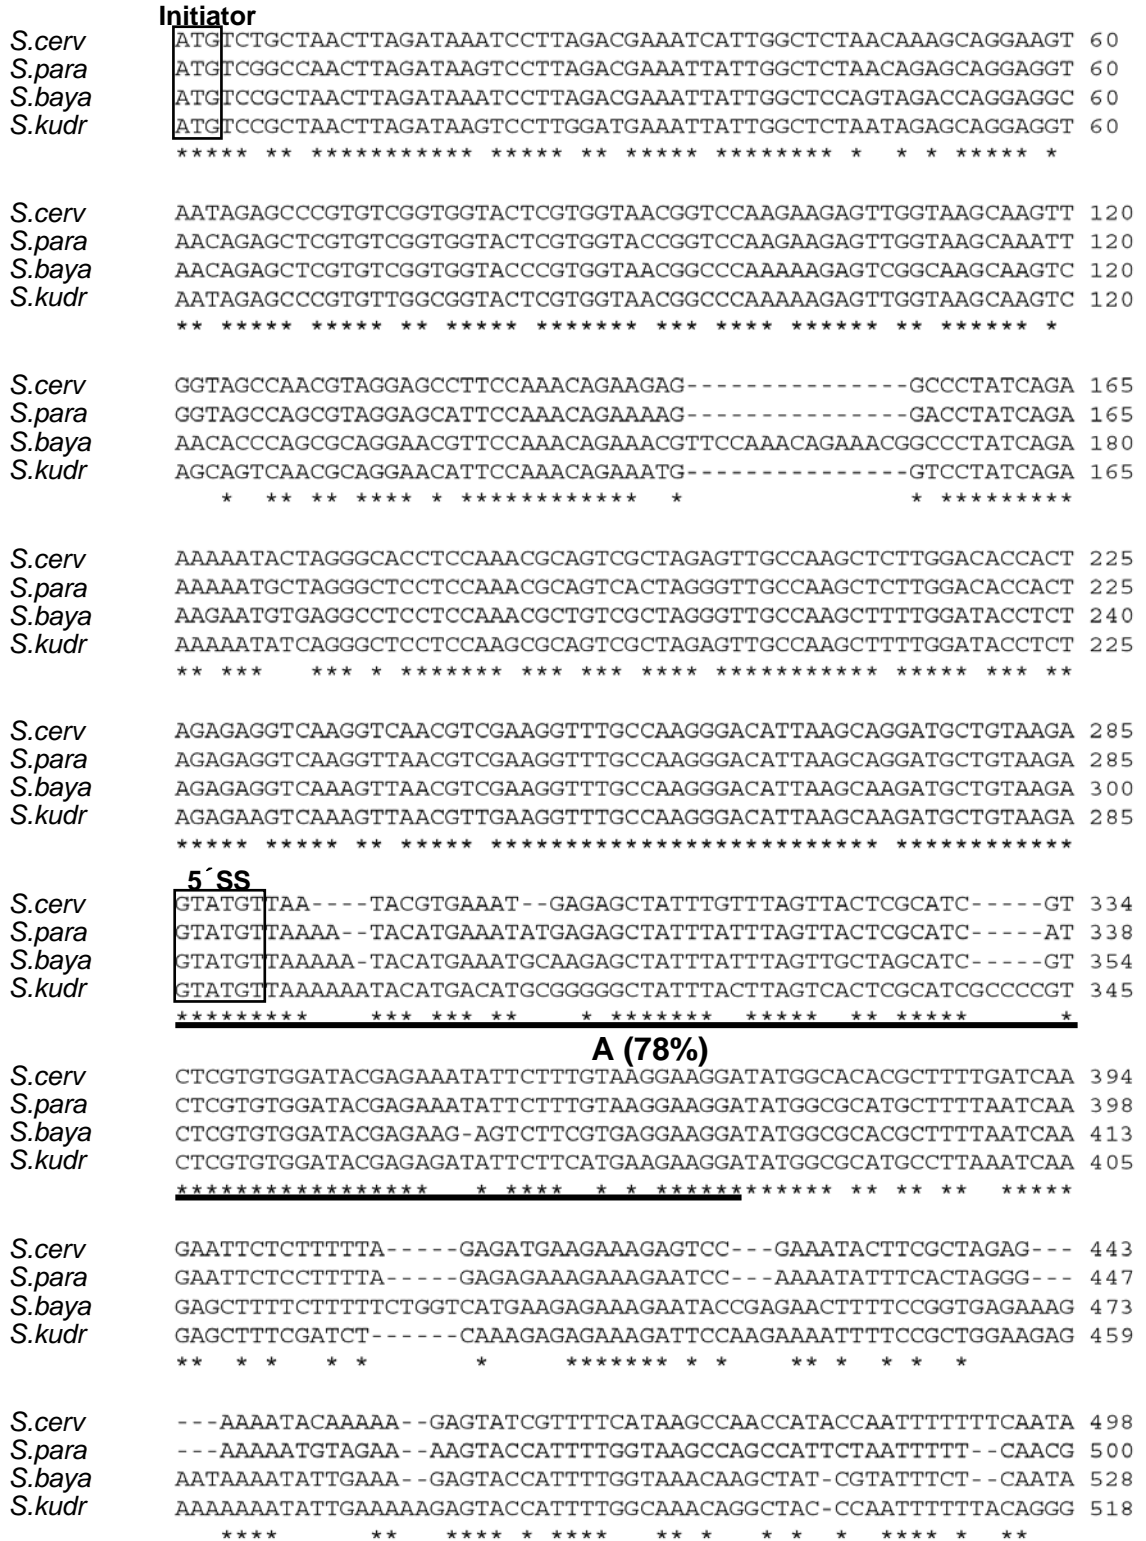 Initiator
S.cerv ATGTCTGCTAACTTAGATAAATCCTTAGACGAAATCATTGGCTCTAACAAAGCAGGAAGT 60
S.para ATGTCGGCCAACTTAGATAAGTCCTTAGACGAAATTATTGGCTCTAACAGAGCAGGAGGT 60
S.baya ATGTCCGCTAACTTAGATAAATCCTTAGACGAAATTATTGGCTCCAGTAGACCAGGAGGC 60
S.kudr ATGTCCGCTAACTTAGATAAGTCCTTGGATGAAATTATTGGCTCTAATAGAGCAGGAGGT 60
***** ** *********** ***** ** ***** ******** * * * ***** *
S.cerv AATAGAGCCCGTGTCGGTGGTACTCGTGGTAACGGTCCAAGAAGAGTTGGTAAGCAAGTT 120
S.para AACAGAGCTCGTGTCGGTGGTACTCGTGGTACCGGTCCAAGAAGAGTTGGTAAGCAAATT 120
S.baya AACAGAGCTCGTGTCGGTGGTACCCGTGGTAACGGCCCAAAAAGAGTCGGCAAGCAAGTC 120
S.kudr AATAGAGCCCGTGTTGGCGGTACTCGTGGTAACGGCCCAAAAAGAGTTGGTAAGCAAGTC 120
** ***** ***** ** ***** ******* *** **** ****** ** ****** *
S.cerv GGTAGCCAACGTAGGAGCCTTCCAAACAGAAGAG---------------GCCCTATCAGA 165
S.para GGTAGCCAGCGTAGGAGCATTCCAAACAGAAAAG---------------GACCTATCAGA 165
S.baya AACACCCAGCGCAGGAACGTTCCAAACAGAAACGTTCCAAACAGAAACGGCCCTATCAGA 180
S.kudr AGCAGTCAACGCAGGAACATTCCAAACAGAAATG---------------GTCCTATCAGA 165
* ** ** **** * ************ * * *********
S.cerv AAAAATACTAGGGCACCTCCAAACGCAGTCGCTAGAGTTGCCAAGCTCTTGGACACCACT 225
S.para AAAAATGCTAGGGCTCCTCCAAACGCAGTCACTAGGGTTGCCAAGCTCTTGGACACCACT 225
S.baya AAGAATGTGAGGCCTCCTCCAAACGCTGTCGCTAGGGTTGCCAAGCTTTTGGATACCTCT 240
S.kudr AAAAATATCAGGGCTCCTCCAAGCGCAGTCGCTAGAGTTGCCAAGCTTTTGGATACCTCT 225
** *** *** * ******* *** *** **** *********** ***** *** **
S.cerv AGAGAGGTCAAGGTCAACGTCGAAGGTTTGCCAAGGGACATTAAGCAGGATGCTGTAAGA 285
S.para AGAGAGGTCAAGGTTAACGTCGAAGGTTTGCCAAGGGACATTAAGCAGGATGCTGTAAGA 285
S.baya AGAGAGGTCAAAGTTAACGTCGAAGGTTTGCCAAGGGACATTAAGCAAGATGCTGTAAGA 300
S.kudr AGAGAAGTCAAAGTTAACGTTGAAGGTTTGCCAAGGGACATTAAGCAAGATGCTGTAAGA 285
***** ***** ** ***** ************************** ************
5´SS
S.cerv GTATGTTAA----TACGTGAAAT--GAGAGCTATTTGTTTAGTTACTCGCATC-----GT 334
S.para GTATGTTAAAA--TACATGAAATATGAGAGCTATTTATTTAGTTACTCGCATC-----AT 338
S.baya GTATGTTAAAAA-TACATGAAATGCAAGAGCTATTTATTTAGTTGCTAGCATC-----GT 354
S.kudr GTATGTTAAAAAATACATGACATGCGGGGGCTATTTACTTAGTCACTCGCATCGCCCCGT 345
********* *** *** ** * ******* ***** ** ***** *
A (78%)
S.cerv CTCGTGTGGATACGAGAAATATTCTTTGTAAGGAAGGATATGGCACACGCTTTTGATCAA 394
S.para CTCGTGTGGATACGAGAAATATTCTTTGTAAGGAAGGATATGGCGCATGCTTTTAATCAA 398
S.baya CTCGTGTGGATACGAGAAG-AGTCTTCGTGAGGAAGGATATGGCGCACGCTTTTAATCAA 413
S.kudr CTCGTGTGGATACGAGAGATATTCTTCATGAAGAAGGATATGGCGCATGCCTTAAATCAA 405
***************** * **** * * ************ ** ** ** *****
S.cerv GAATTCTCTTTTTA-----GAGATGAAGAAAGAGTCC---GAAATACTTCGCTAGAG--- 443
S.para GAATTCTCCTTTTA-----GAGAGAAAGAAAGAATCC---AAAATATTTCACTAGGG--- 447
S.baya GAGCTTTTCTTTTTCTGGTCATGAAGAGAAAGAATACCGAGAACTTTTCCGGTGAGAAAG 473
S.kudr GAGCTTTCGATCT------CAAAGAGAGAAAGATTCCAAGAAAATTTTCCGCTGGAAGAG 459
** * * * * * ******* * * ** * * * *
S.cerv ---AAAATACAAAAA--GAGTATCGTTTTCATAAGCCAACCATACCAATTTTTTTCAATA 498
S.para ---AAAAATGTAGAA--AAGTACCATTTTGGTAAGCCAGCCATTCTAATTTTT--CAACG 500
S.baya AATAAAATATTGAAA--GAGTACCATTTTGGTAAACAAGCTAT-CGTATTTCT--CAATA 528
S.kudr AAAAAAATATTGAAAAAGAGTACCATTTTGGCAAACAGGCTAC-CCAATTTTTTACAGGG 518
**** ** **** * **** ** * * * **** * **